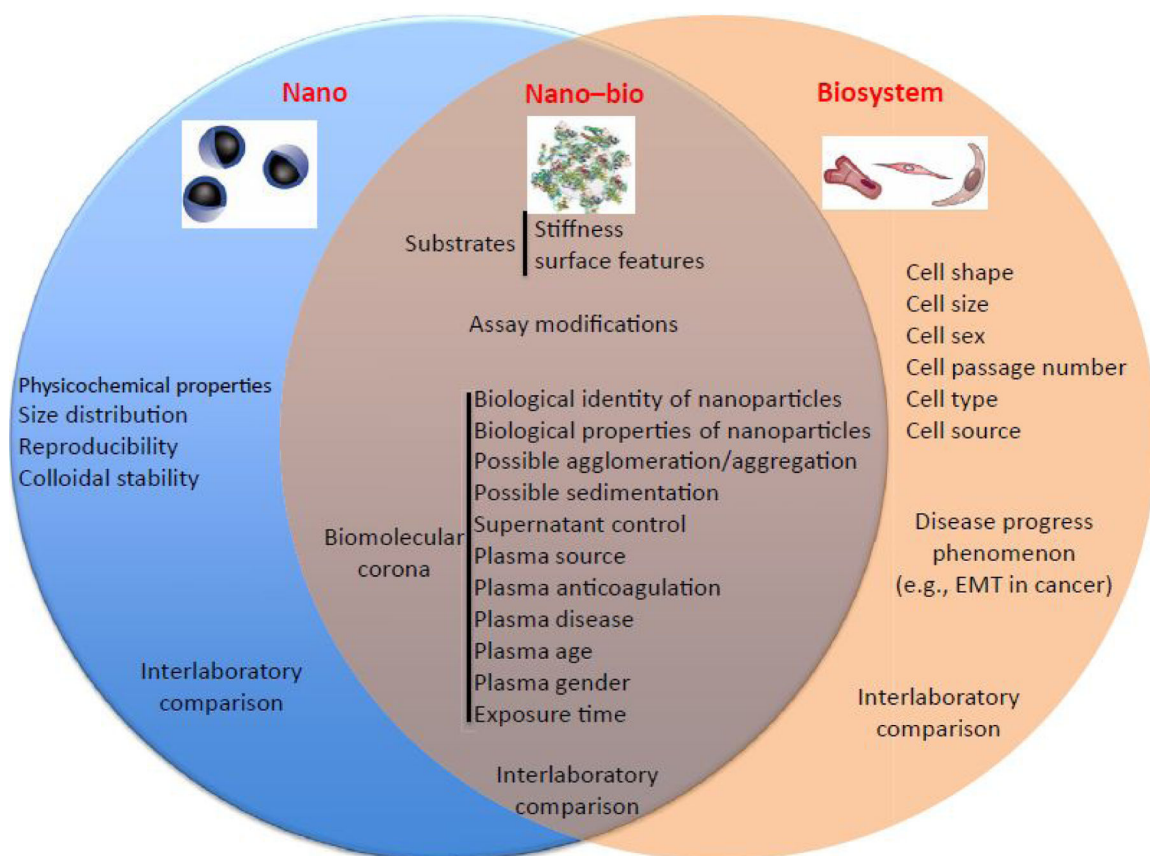 Nano
Nano–bio
Biosystem
Substrates
Stiffness
surface features
Assay modifications
Physicochemical properties
Size distribution
Reproducibility
Colloidal stability
Biomolecular
corona
Biological identity of nanoparticles
Biological properties of nanoparticles
Possible agglomeration/aggregation
Possible sedimentation
Supernatant control
Plasma source
Plasma anticoagulation
Plasma disease
Plasma age
Plasma gender
Exposure time
Cell shape
Cell size
Cell sex
Cell passage number
Cell type
Cell source
Disease progress
phenomenon
(e.g., EMT in cancer)
Interlaboratory
comparison
Interlaboratory
comparison
Interlaboratory
comparison